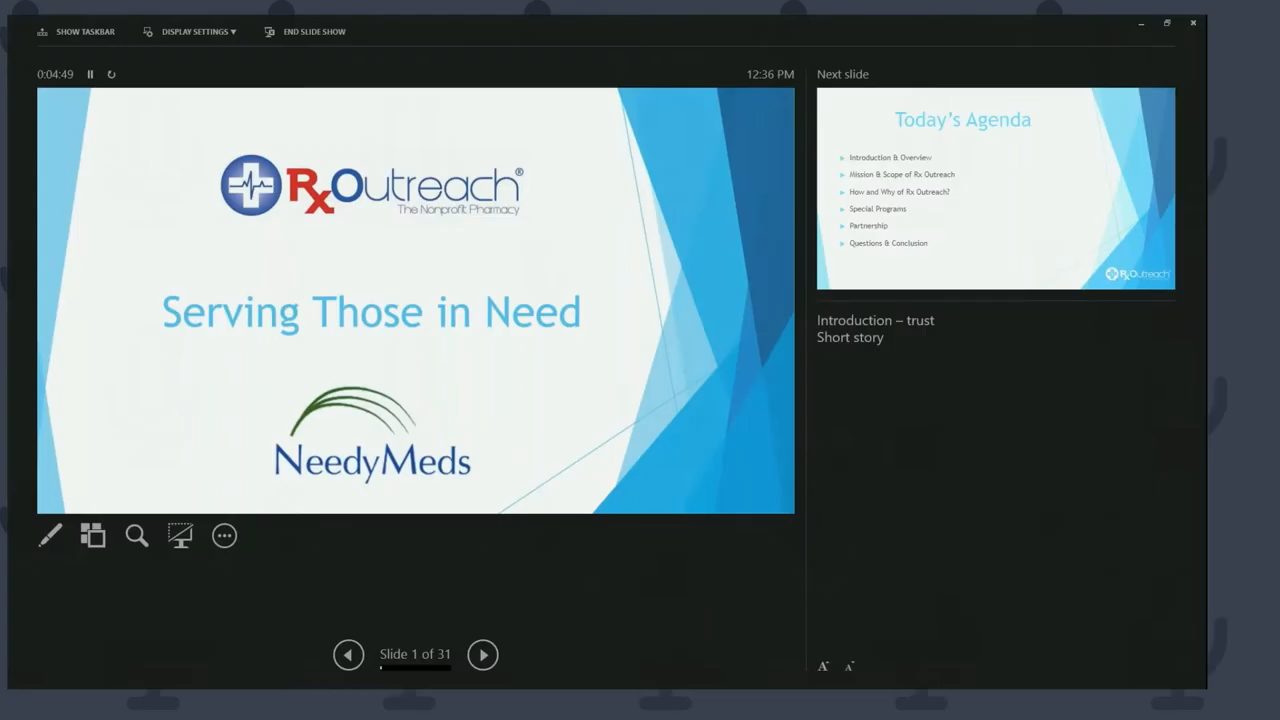 SHOW TASKBAR
DISPLAY SETTINGS ▾
END SLIDE SHOW
0:04:49
12:36 PM
RxOutreach®
The Nonprofit Pharmacy
Serving Those in Need
NeedyMeds
Slide 1 of 31
Next slide
Today's Agenda
Introduction & Overview
Mission & Scope of Rx Outreach
How and Why of Rx Outreach?
Special Programs
Partnership
Questions & Conclusion
RxOutreach
Introduction – trust
Short story
A A